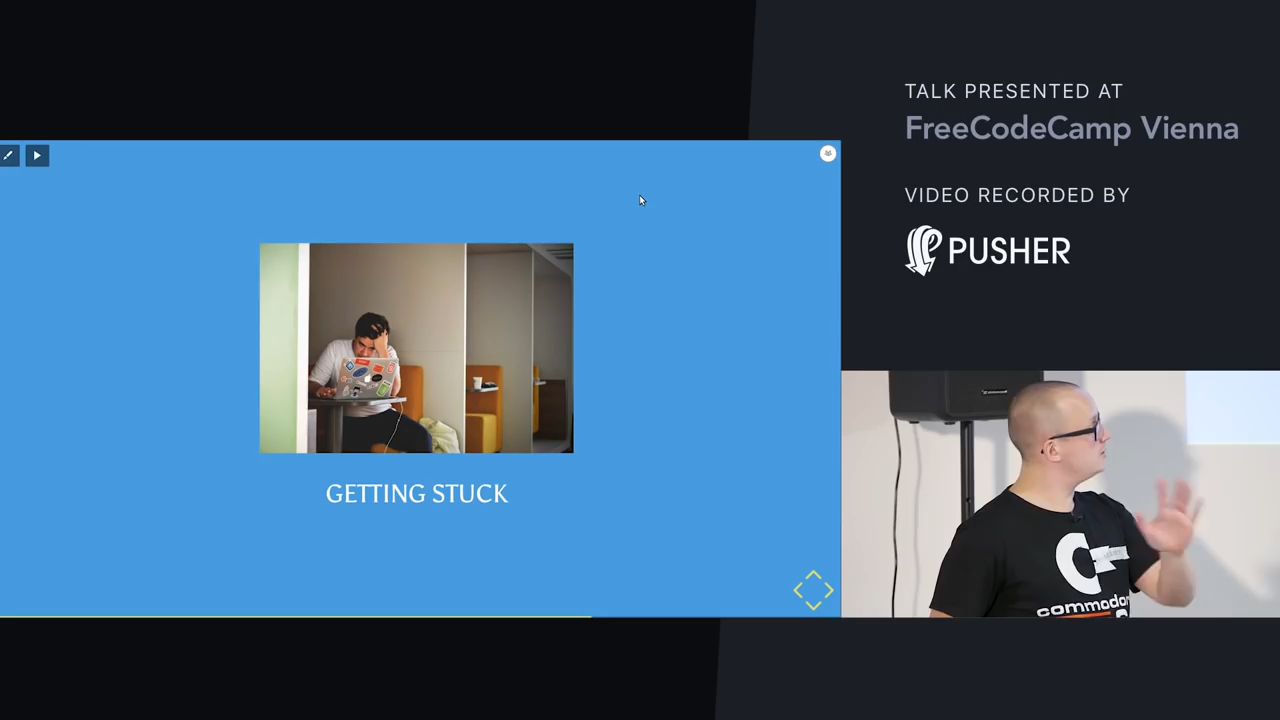 TALK PRESENTED AT
FreeCodeCamp Vienna
VIDEO RECORDED BY
PUSHER
GETTING STUCK
commodore